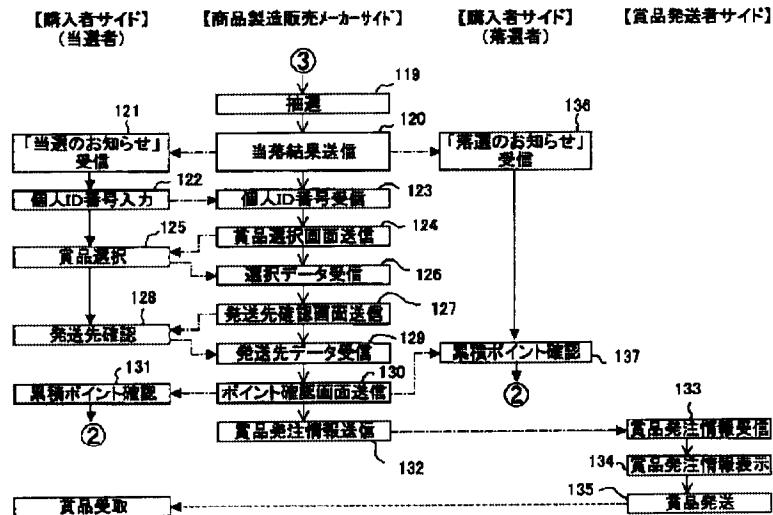 【購入者サイド】
(当選者)
【商品製造販売メーカーサイド】
【購入者サイド】
(落選者)
【賞品発送者サイド】
③
119
抽選
120
当落結果送信
121
「当選のお知らせ」
受信
136
「落選のお知らせ」
受信
122
個人ID番号入力
123
個人ID番号受信
124
賞品選択画面送信
125
賞品選択
126
選択データ受信
127
発送先確認画面送信
128
発送先確認
129
発送先データ受信
130
ポイント確認画面送信
131
累積ポイント確認
②
累積ポイント確認
137
②
賞品発注情報送信
132
133
賞品発注情報受信
134
賞品発注情報表示
135
賞品発送
賞品受取